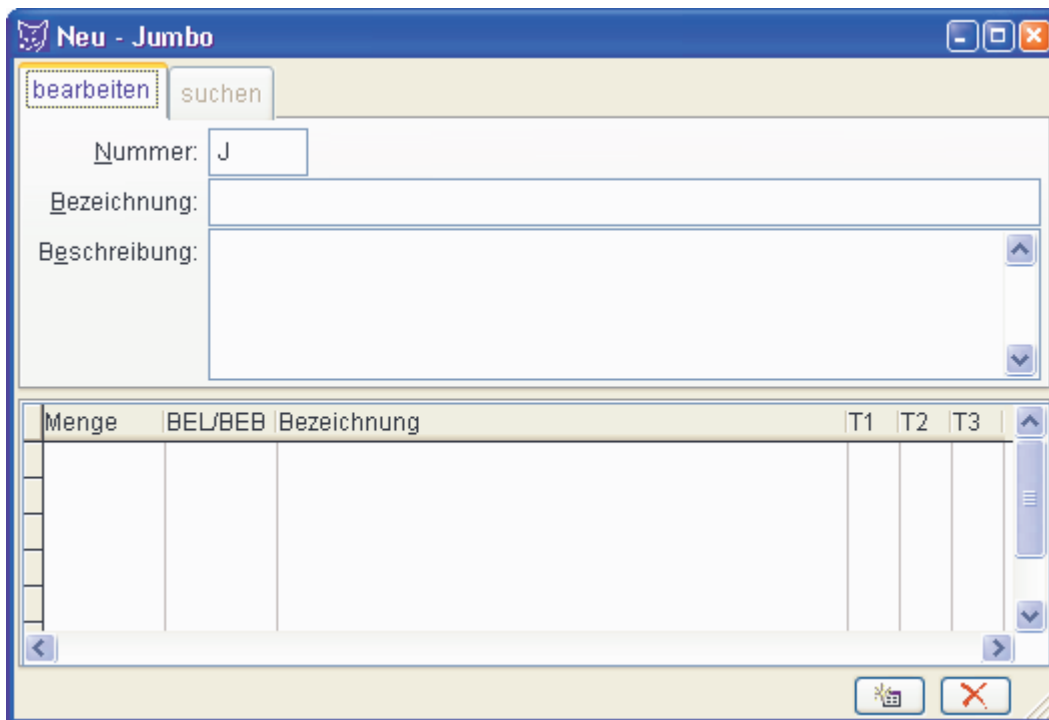 Neu - Jumbo
bearbeiten suchen
Nummer: J
Bezeichnung:
Beschreibung:
Menge BEL/BEB Bezeichnung T1 T2 T3